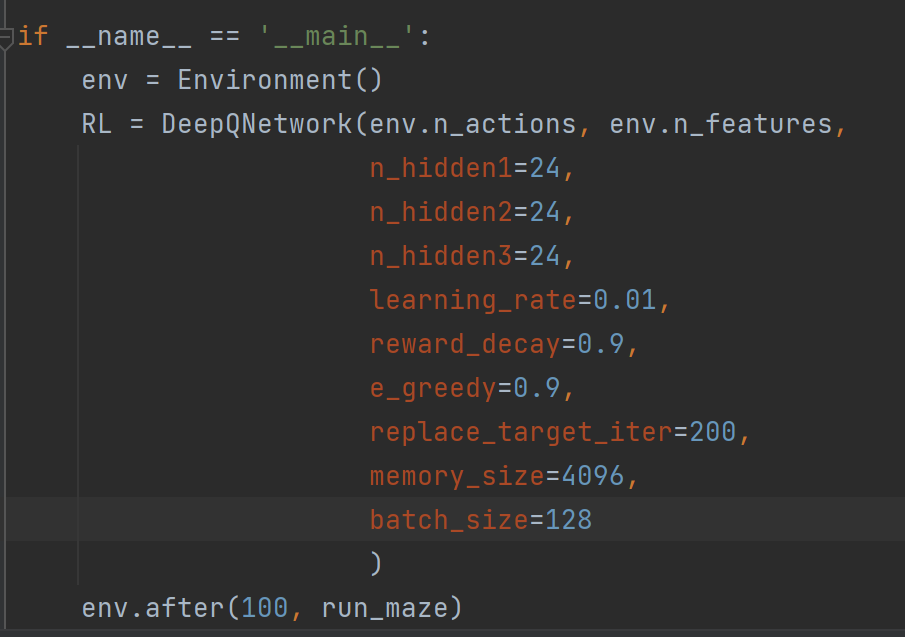 if __name__ == '__main__':
    env = Environment()
    RL = DeepQNetwork(env.n_actions, env.n_features,
                      n_hidden1=24,
                      n_hidden2=24,
                      n_hidden3=24,
                      learning_rate=0.01,
                      reward_decay=0.9,
                      e_greedy=0.9,
                      replace_target_iter=200,
                      memory_size=4096,
                      batch_size=128
                      )
    env.after(100, run_maze)